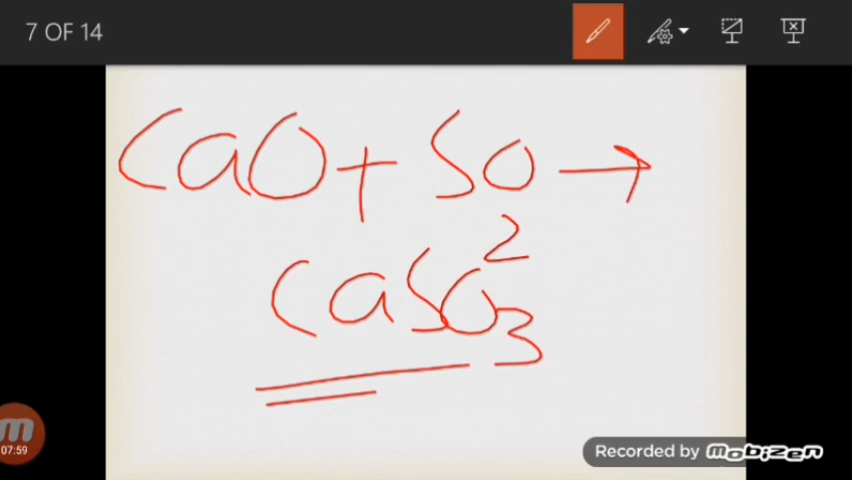 7 OF 14
CaO + SO2 →
CaSO3
07:59
Recorded by mobizen